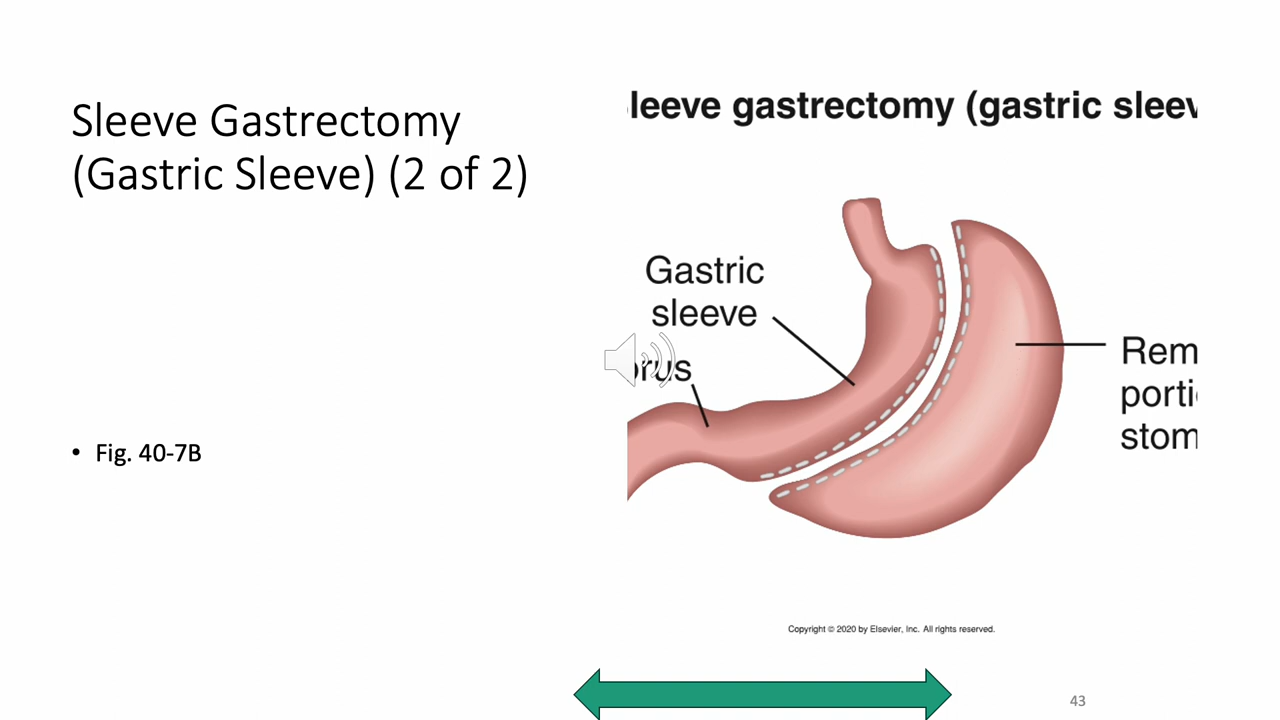 Sleeve Gastrectomy
(Gastric Sleeve) (2 of 2)
• Fig. 40-7B
leeve gastrectomy (gastric sleev
Gastric
sleeve
orus
Rem
porti
stom
Copyright © 2020 by Elsevier, Inc. All rights reserved.
43